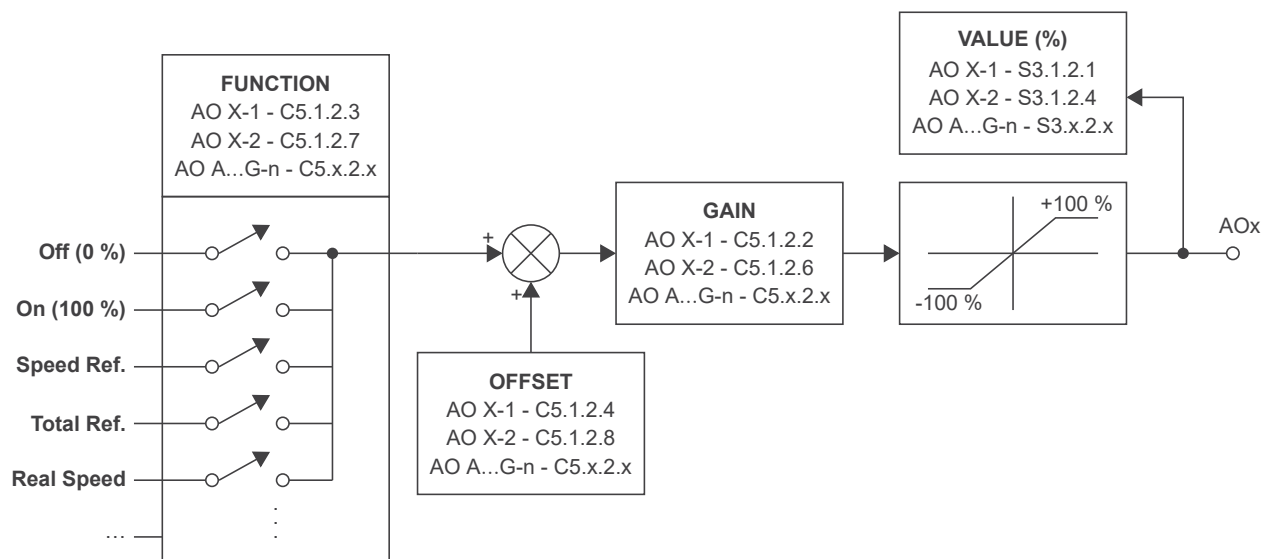 FUNCTION
AO X-1 - C5.1.2.3
AO X-2 - C5.1.2.7
AO A...G-n - C5.x.2.x
Off (0 %)
On (100 %)
Speed Ref.
Total Ref.
Real Speed
...
+
+
OFFSET
AO X-1 - C5.1.2.4
AO X-2 - C5.1.2.8
AO A...G-n - C5.x.2.x
GAIN
AO X-1 - C5.1.2.2
AO X-2 - C5.1.2.6
AO A...G-n - C5.x.2.x
+100 %
-100 %
VALUE (%)
AO X-1 - S3.1.2.1
AO X-2 - S3.1.2.4
AO A...G-n - S3.x.2.x
AOx